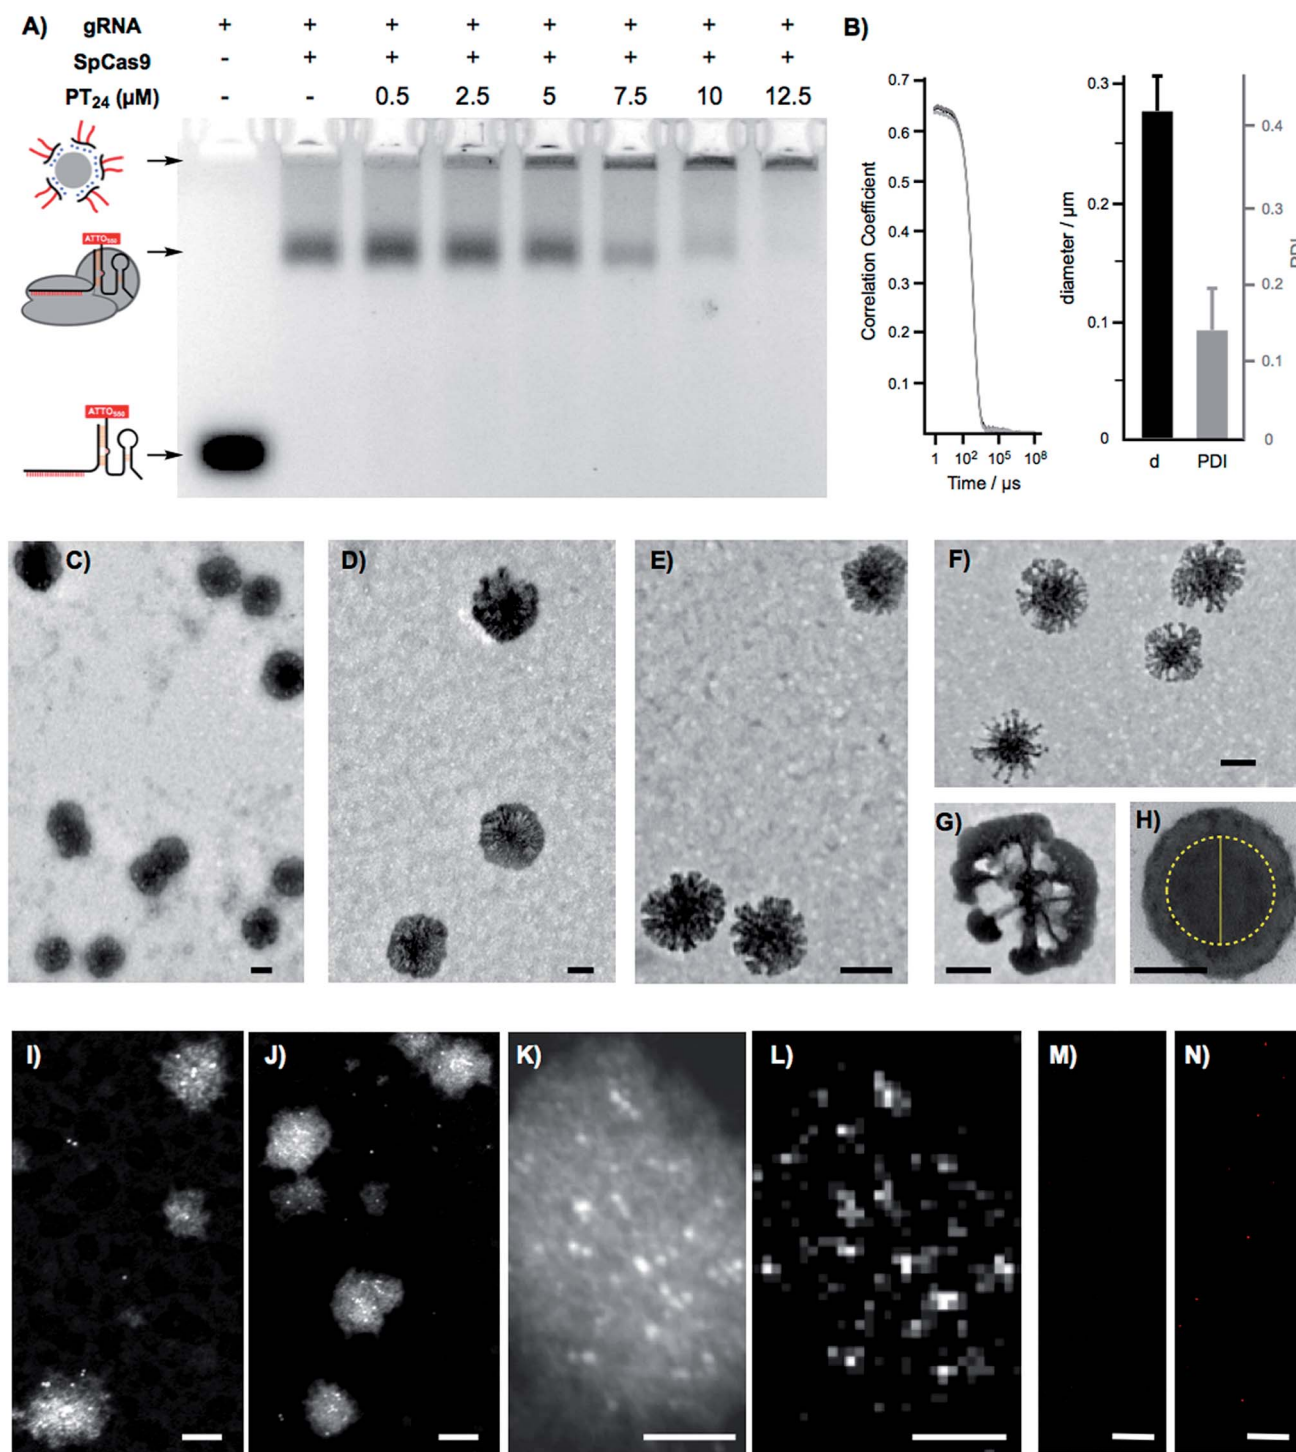 A) gRNA + + + + + + + +
SpCas9 - + + + + + + +
PT24 (µM) - - 0.5 2.5 5 7.5 10 12.5
ATTO550
ATTO550
B)
0.7
0.6
0.5
0.4
0.3
0.2
0.1
Correlation Coefficient
1 10² 10⁵ 10⁸
Time / µs
0.3
0.2
0.1
0
diameter / µm
0.4
0.3
0.2
0.1
0
PDI
d PDI
C)
D)
E)
F)
G)
H)
I)
J)
K)
L)
M)
N)